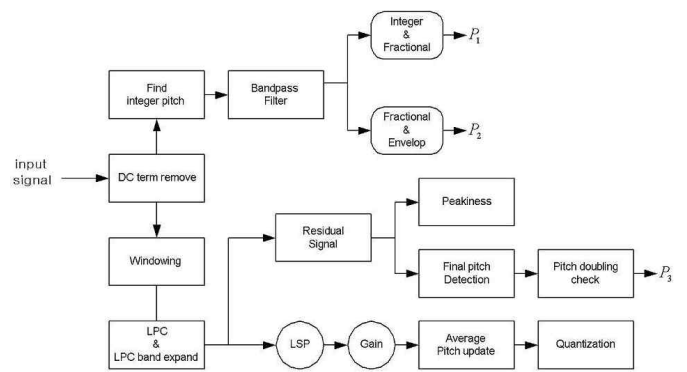 Integer
&
Fractional
P1
Find
integer pitch
Bandpass
Filter
Fractional
&
Envelop
P2
input
signal
DC term remove
Peakiness
Residual
Signal
Windowing
Final pitch
Detection
Pitch doubling
check
P3
LPC
&
LPC band expand
LSP
Gain
Average
Pitch update
Quantization